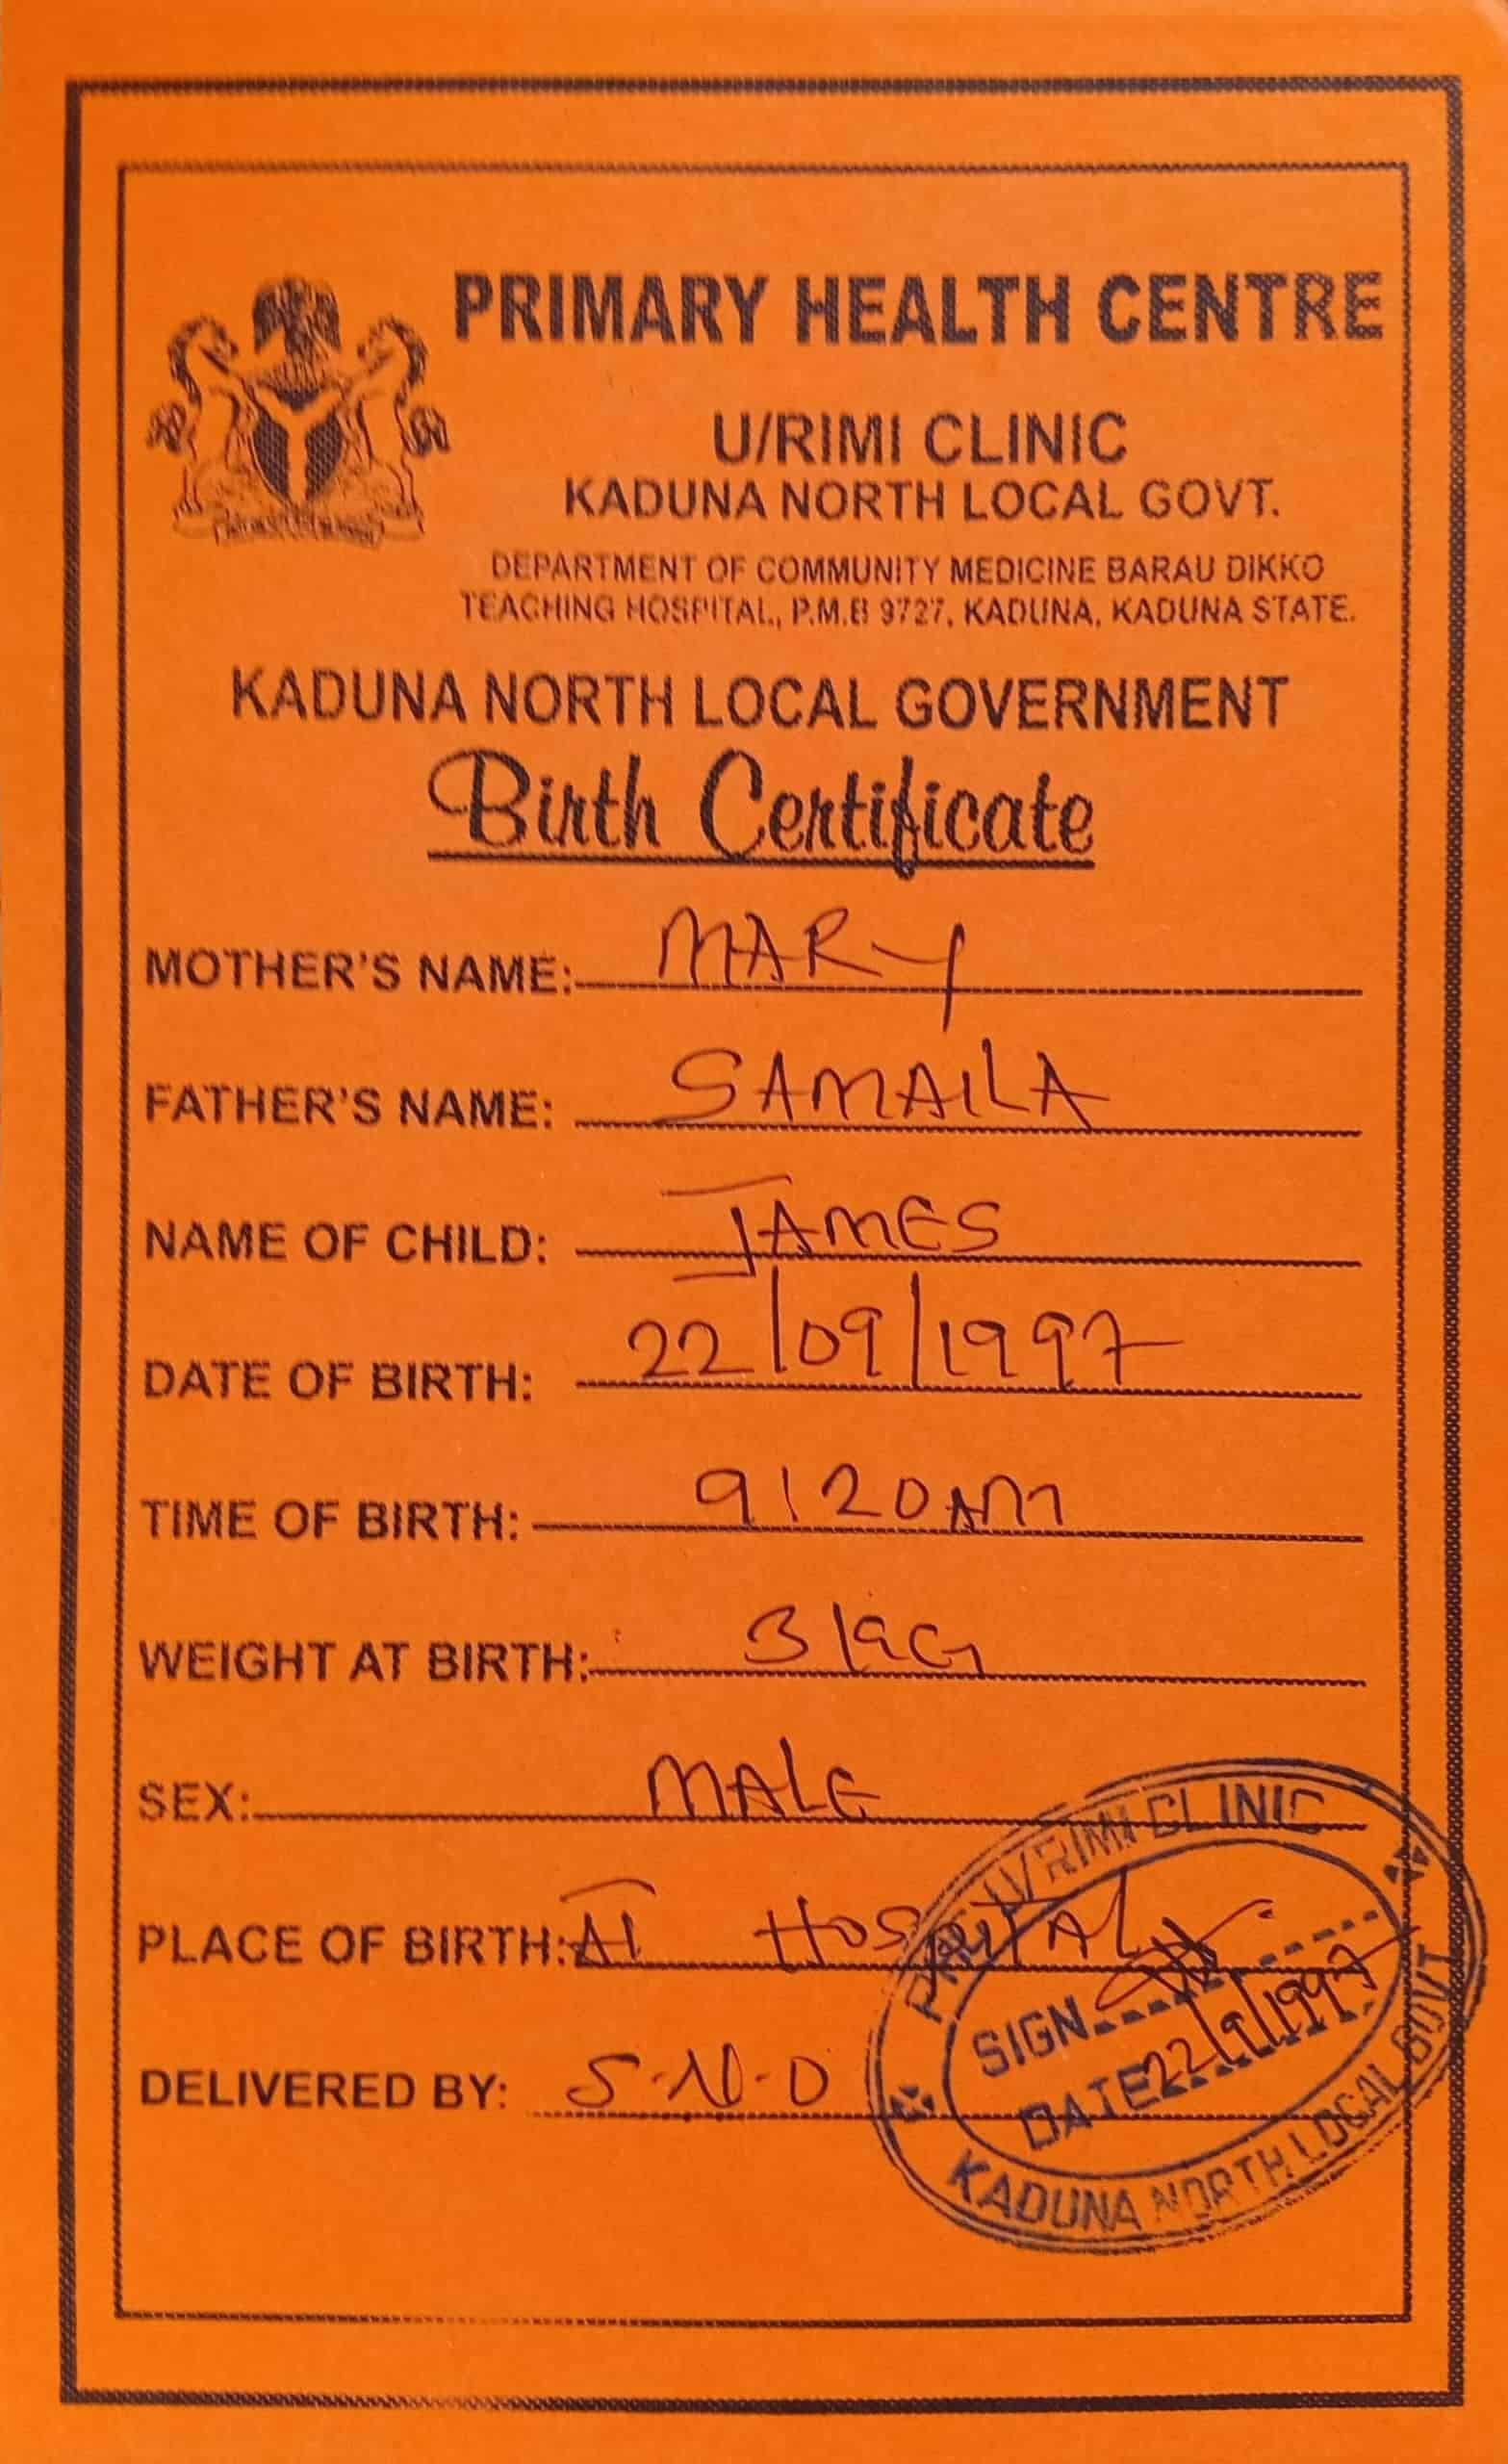 PRIMARY HEALTH CENTRE
U/RIMI CLINIC
KADUNA NORTH LOCAL GOVT.
DEPARTMENT OF COMMUNITY MEDICINE BARAU DIKKO
TEACHING HOSPITAL, P.M.B 9727, KADUNA, KADUNA STATE.
KADUNA NORTH LOCAL GOVERNMENT
Birth Certificate
MOTHER'S NAME: MARY
FATHER'S NAME: SAMAILA
NAME OF CHILD: JAMES
DATE OF BIRTH: 22/09/1997
TIME OF BIRTH: 9:20AM
WEIGHT AT BIRTH: 3KG
SEX: MALE
PLACE OF BIRTH: AT HOSPITAL
DELIVERED BY: S.N.O
U/RIMI CLINIC
SIGN
DATE 22/9/1997
KADUNA NORTH LOCAL GOVT